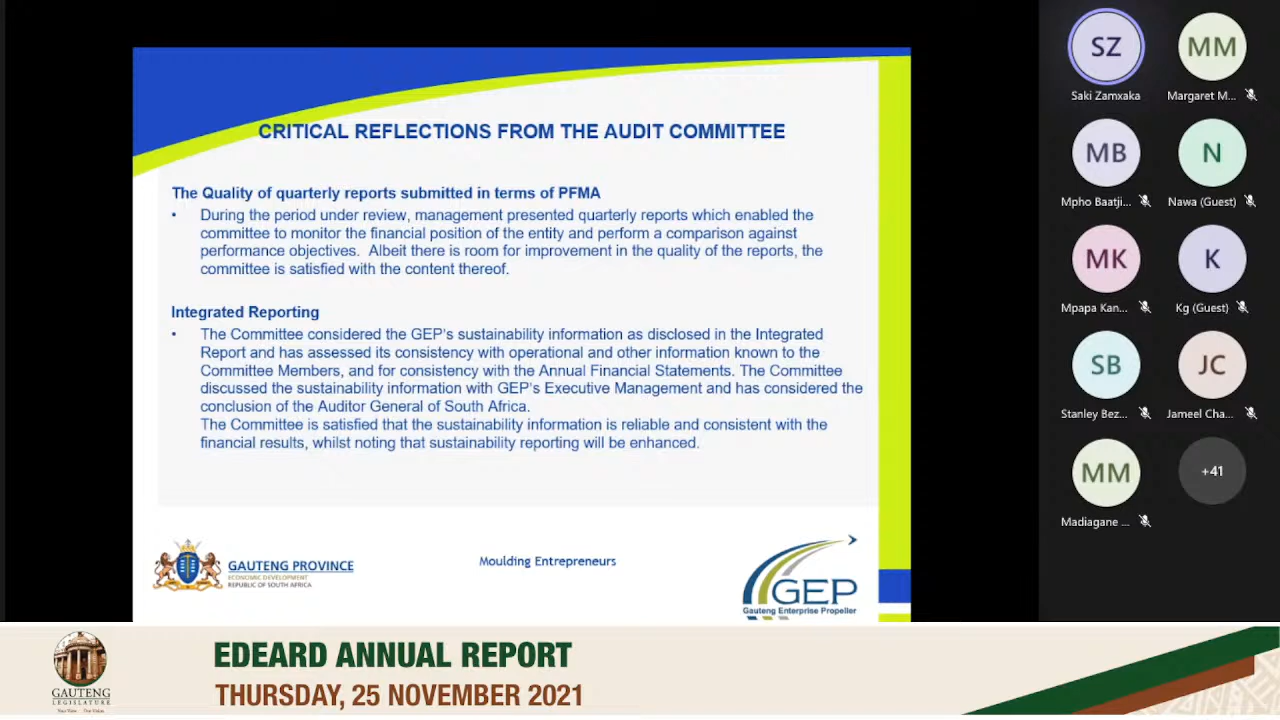 CRITICAL REFLECTIONS FROM THE AUDIT COMMITTEE
The Quality of quarterly reports submitted in terms of PFMA
• During the period under review, management presented quarterly reports which enabled the
committee to monitor the financial position of the entity and perform a comparison against
performance objectives. Albeit there is room for improvement in the quality of the reports, the
committee is satisfied with the content thereof.
Integrated Reporting
• The Committee considered the GEP's sustainability information as disclosed in the Integrated
Report and has assessed its consistency with operational and other information known to the
Committee Members, and for consistency with the Annual Financial Statements. The Committee
discussed the sustainability information with GEP's Executive Management and has considered the
conclusion of the Auditor General of South Africa.
The Committee is satisfied that the sustainability information is reliable and consistent with the
financial results, whilst noting that sustainability reporting will be enhanced.
GAUTENG PROVINCE
ECONOMIC DEVELOPMENT
REPUBLIC OF SOUTH AFRICA
Moulding Entrepreneurs
GEP
Gauteng Enterprise Propeller
SZ
Saki Zamxaka
MM
Margaret M...
MB
Mpho Baatji...
N
Nawa (Guest)
MK
Mpapa Kan...
K
Kg (Guest)
SB
Stanley Bez...
JC
Jameel Cha...
MM
Madiagane ...
+41
GAUTENG
LEGISLATURE
Your View Our Vision
EDEARD ANNUAL REPORT
THURSDAY, 25 NOVEMBER 2021